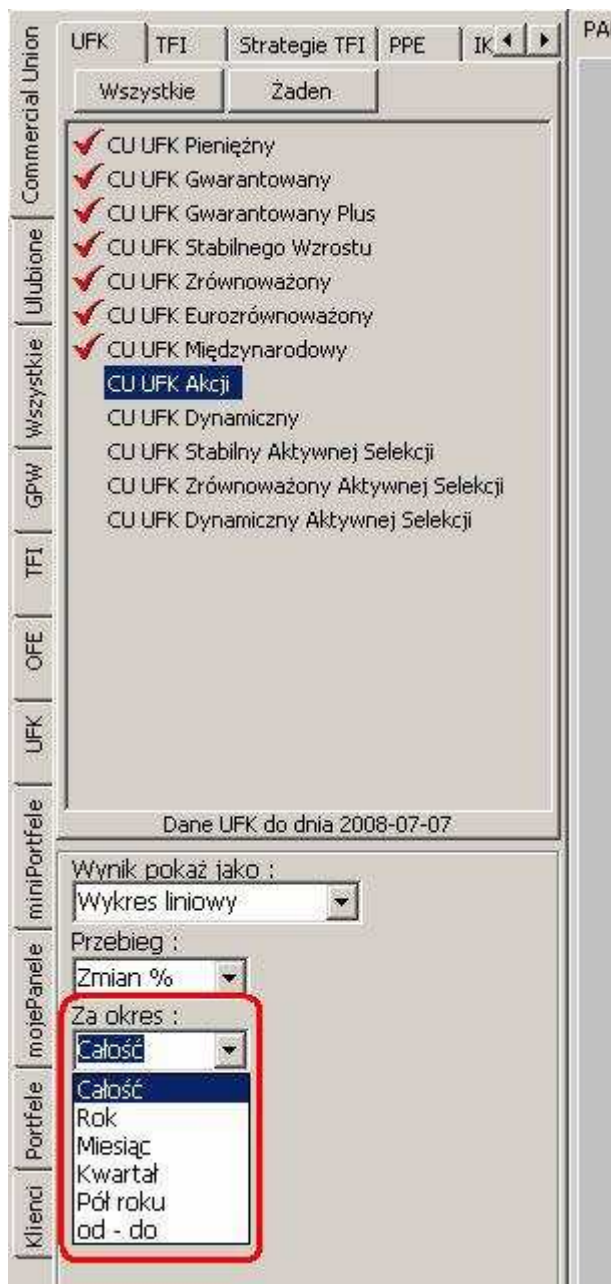 UFK
TFI
Strategie TFI
PPE
IK
PA
Wszystkie
Żaden
CU UFK Pieniężny
CU UFK Gwarantowany
CU UFK Gwarantowany Plus
CU UFK Stabilnego Wzrostu
CU UFK Zrównoważony
CU UFK Eurozrównoważony
CU UFK Międzynarodowy
CU UFK Akcji
CU UFK Dynamiczny
CU UFK Stabilny Aktywnej Selekcji
CU UFK Zrównoważony Aktywnej Selekcji
CU UFK Dynamiczny Aktywnej Selekcji
Dane UFK do dnia 2008-07-07
Wynik pokaż jako :
Wykres liniowy
Przebieg :
Zmian %
Za okres :
Całość
Całość
Rok
Miesiąc
Kwartał
Pół roku
od - do
Commercial Union
Ulubione
Wszystkie
GPW
TFI
OFE
UFK
miniPortfele
mojePanele
Portfele
Klienci